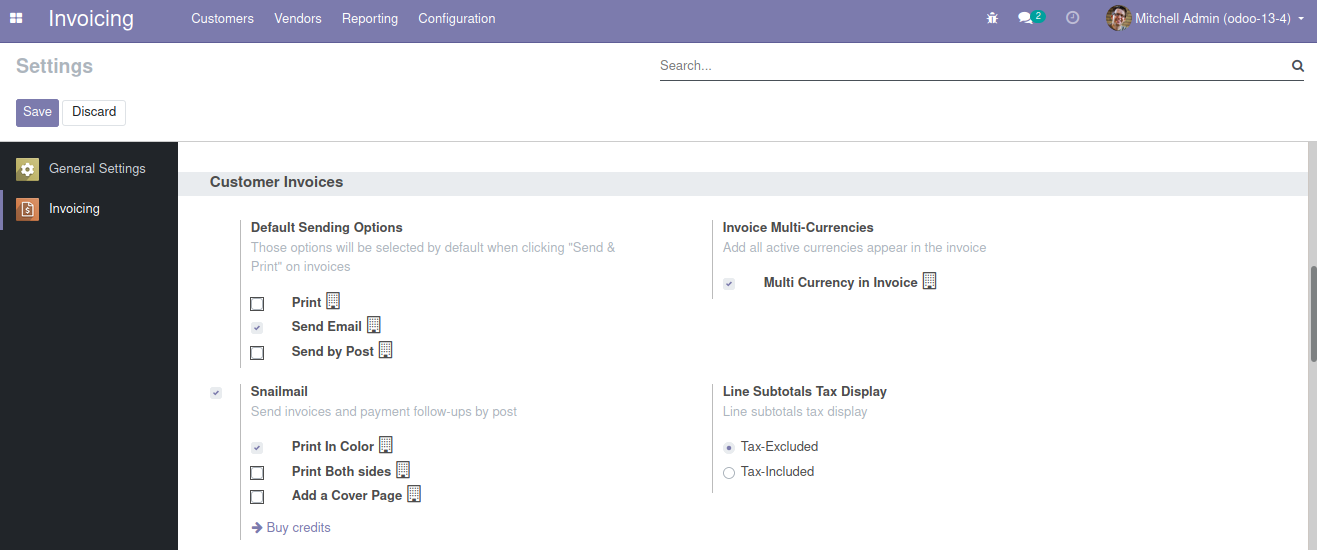 Invoicing Customers Vendors Reporting Configuration 2 Mitchell Admin (odoo-13-4)
Settings Search...
Save Discard
General Settings
Invoicing
Customer Invoices
Default Sending Options
Those options will be selected by default when clicking "Send &
Print" on invoices
Print
Send Email
Send by Post
Invoice Multi-Currencies
Add all active currencies appear in the invoice
Multi Currency in Invoice
Snailmail
Send invoices and payment follow-ups by post
Print In Color
Print Both sides
Add a Cover Page
Buy credits
Line Subtotals Tax Display
Line subtotals tax display
Tax-Excluded
Tax-Included